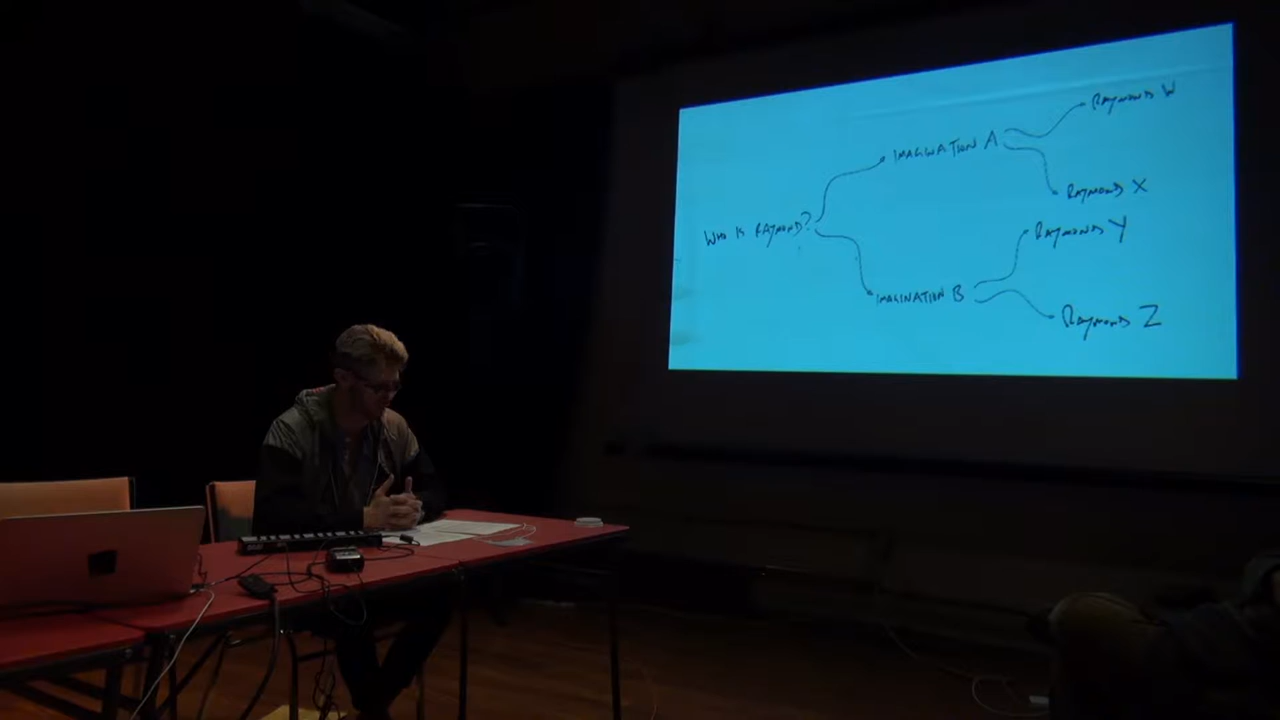 WHO IS RAYMOND?
IMAGINATION A
RAYMOND W
RAYMOND X
IMAGINATION B
RAYMOND Y
RAYMOND Z